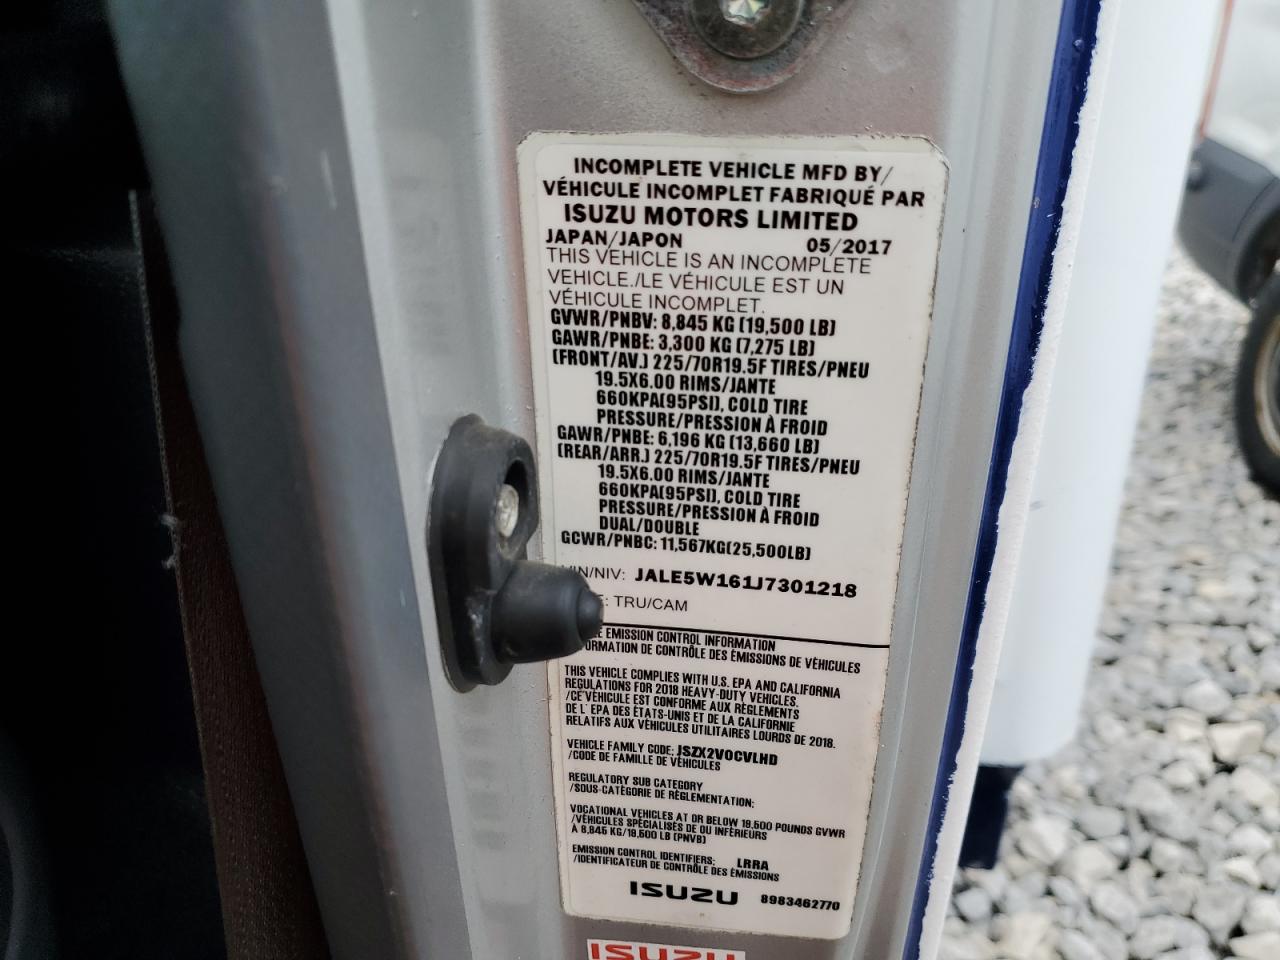 INCOMPLETE VEHICLE MFD BY/
VÉHICULE INCOMPLET FABRIQUÉ PAR
ISUZU MOTORS LIMITED
JAPAN/JAPON 05/2017
THIS VEHICLE IS AN INCOMPLETE
VEHICLE./LE VÉHICULE EST UN
VÉHICULE INCOMPLET.
GVWR/PNBV: 8,845 KG (19,500 LB)
GAWR/PNBE: 3,300 KG (7,275 LB)
(FRONT/AV.) 225/70R19.5F TIRES/PNEU
19.5X6.00 RIMS/JANTE
660KPA(95PSI), COLD TIRE
PRESSURE/PRESSION À FROID
GAWR/PNBE: 6,196 KG (13,660 LB)
(REAR/ARR.) 225/70R19.5F TIRES/PNEU
19.5X6.00 RIMS/JANTE
660KPA(95PSI), COLD TIRE
PRESSURE/PRESSION À FROID
DUAL/DOUBLE
GCWR/PNBC: 11,567KG(25,500LB)
VIN/NIV: JALE5W161J7301218
: TRU/CAM
EMISSION CONTROL INFORMATION
DE CONTRÔLE DES ÉMISSIONS DE VÉHICULES
THIS VEHICLE COMPLIES WITH U.S. EPA AND CALIFORNIA
REGULATIONS FOR 2018 HEAVY-DUTY VEHICLES.
/CE VÉHICULE EST CONFORME AUX RÈGLEMENTS
DE L' EPA DES ÉTATS-UNIS ET DE LA CALIFORNIE
RELATIFS AUX VÉHICULES UTILITAIRES LOURDS DE 2018.
VEHICLE FAMILY CODE: JSZX2VOCVLHD
/CODE DE FAMILLE DE VÉHICULES
REGULATORY SUB CATEGORY
/SOUS-CATÉGORIE DE RÉGLEMENTATION:
VOCATIONAL VEHICLES AT OR BELOW 19,500 POUNDS GVWR
/VÉHICULES SPÉCIALISÉS DE OU INFÉRIEURS
À 8,845 KG/19,500 LB (PNVB)
EMISSION CONTROL IDENTIFIERS: LRRA
/IDENTIFICATEUR DE CONTRÔLE DES ÉMISSIONS
ISUZU 8983462770
ISUZU